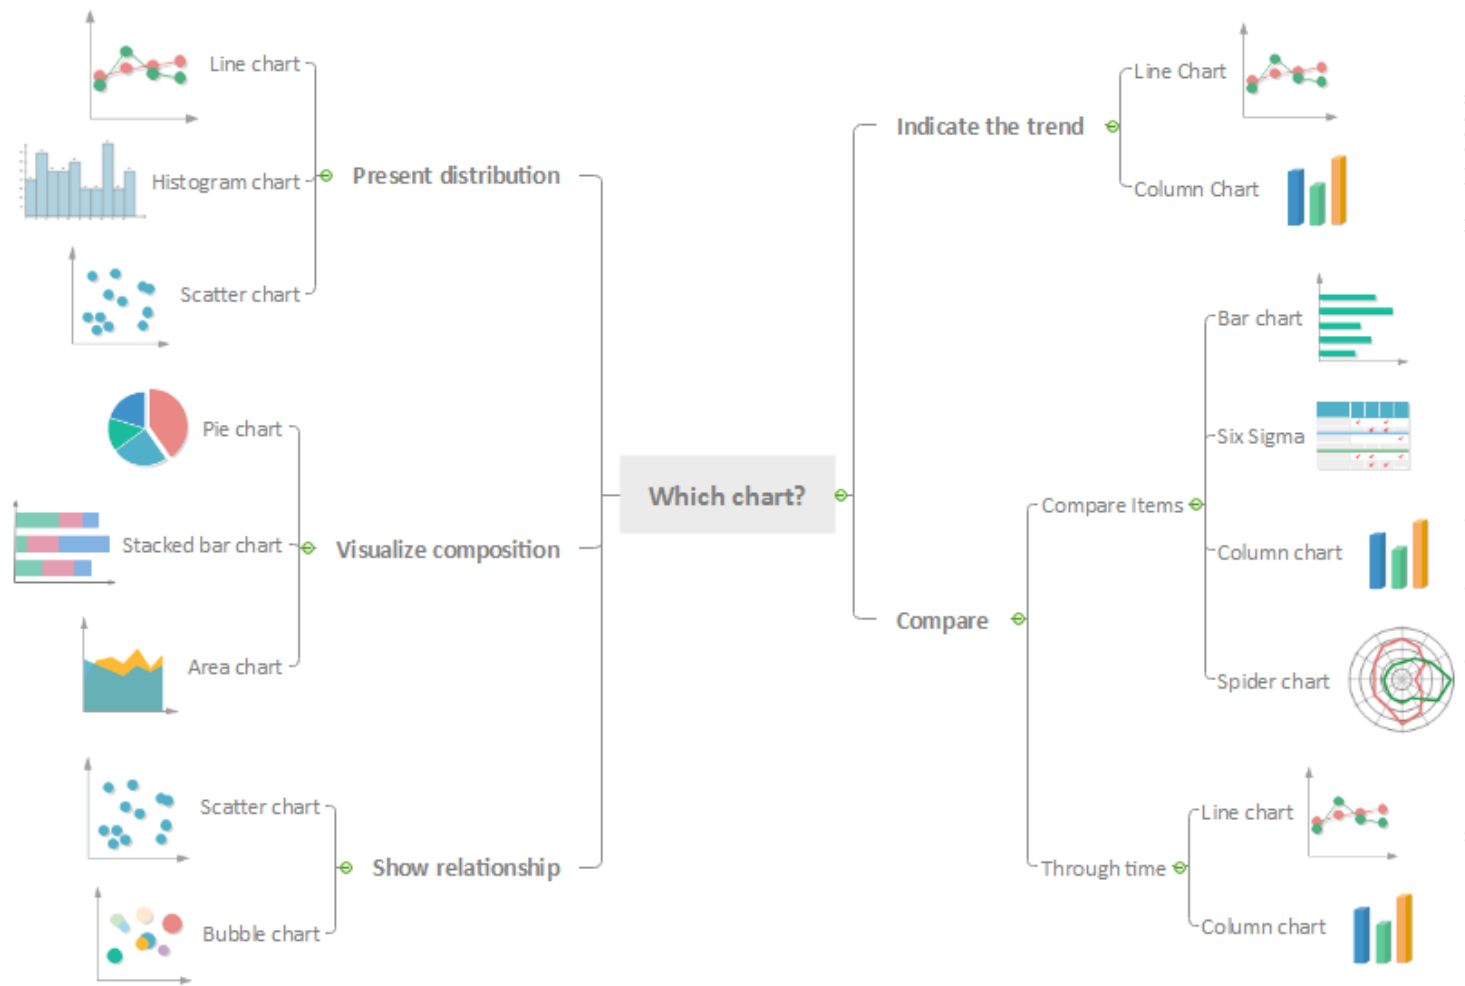 Line chart
Histogram chart
Present distribution
Scatter chart
Pie chart
Stacked bar chart
Visualize composition
Area chart
Scatter chart
Show relationship
Bubble chart
Which chart?
Indicate the trend
Line Chart
Column Chart
Compare
Compare Items
Bar chart
Six Sigma
Column chart
Spider chart
Through time
Line chart
Column chart